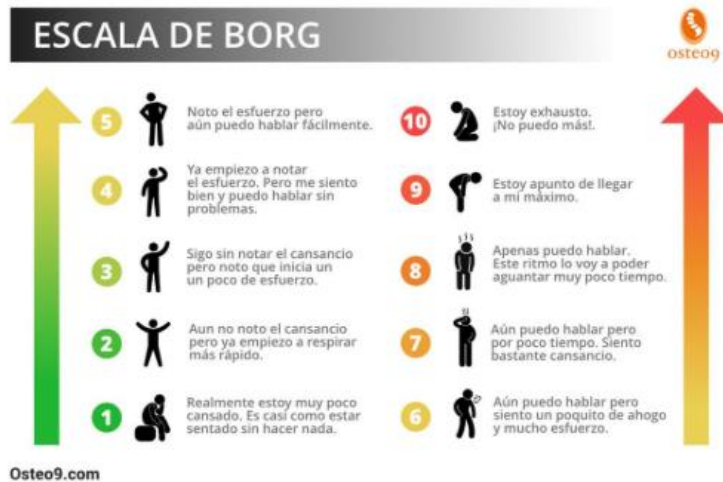 ESCALA DE BORG
osteo9
5
Noto el esfuerzo pero
aún puedo hablar fácilmente.
4
Ya empiezo a notar
el esfuerzo. Pero me siento
bien y puedo hablar sin
problemas.
3
Sigo sin notar el cansancio
pero noto que inicia un
un poco de esfuerzo.
2
Aun no noto el cansancio
pero ya empiezo a respirar
más rápido.
1
Realmente estoy muy poco
cansado. Es casi como estar
sentado sin hacer nada.
10
Estoy exhausto.
¡No puedo más!.
9
Estoy apunto de llegar
a mi máximo.
8
Apenas puedo hablar.
Este ritmo lo voy a poder
aguantar muy poco tiempo.
7
Aún puedo hablar pero
por poco tiempo. Siento
bastante cansancio.
6
Aún puedo hablar pero
siento un poquito de ahogo
y mucho esfuerzo.
Osteo9.com